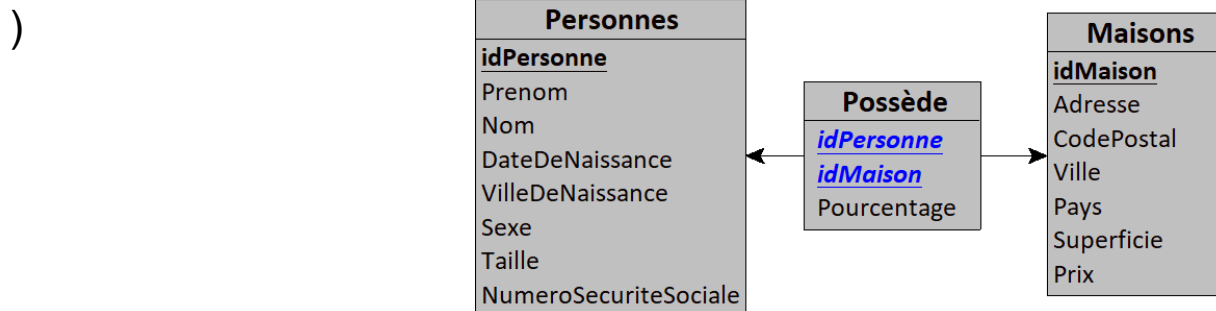 )
Personnes
idPersonne
Prenom
Nom
DateDeNaissance
VilleDeNaissance
Sexe
Taille
NumeroSecuriteSociale
Possède
idPersonne
idMaison
Pourcentage
Maisons
idMaison
Adresse
CodePostal
Ville
Pays
Superficie
Prix